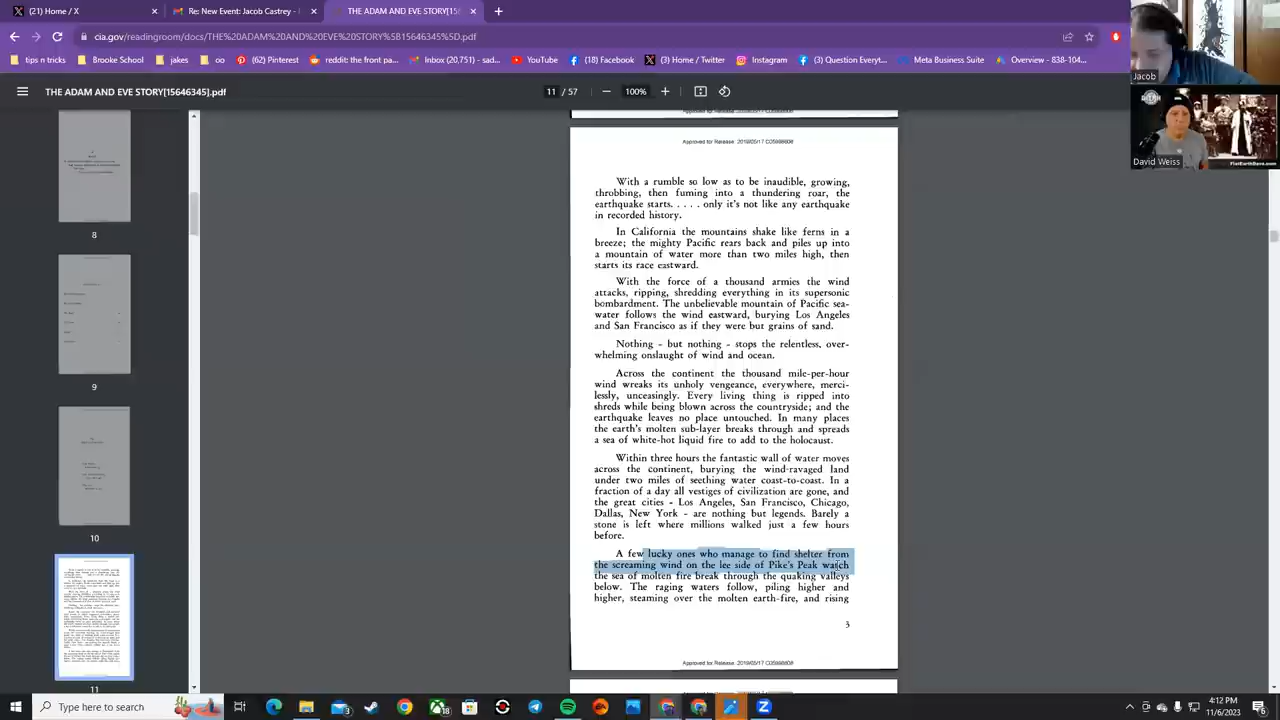 New Event: Jacob Castrey -
THE ADAM AND EVE STORY[156
cia.gov/readingroom/docs/THE%20ADAM%20AND%20EVE%20STORY%5B15646345%5D.pdf
tips n tricks
Brooke School
jakes
oo
(62) Pinterest
reddit: the front pa...
Inbox (20,751) - sad...
YouTube
(18) Facebook
(3) Home / Twitter
Instagram
(3) Question Everyt...
Meta Business Suite
Overview - 838-104...
Jacob
David Weiss
FlatEarthDave.com
THE ADAM AND EVE STORY[15646345].pdf
11 / 57
100%
8
9
10
11
Approved for Release: 2019/05/17 C05998608
With a rumble so low as to be inaudible, growing,
throbbing, then fuming into a thundering roar, the
earthquake starts. . . . . only it's not like any earthquake
in recorded history.
In California the mountains shake like ferns in a
breeze; the mighty Pacific rears back and piles up into
a mountain of water more than two miles high, then
starts its race eastward.
With the force of a thousand armies the wind
attacks, ripping, shredding everything in its supersonic
bombardment. The unbelievable mountain of Pacific sea-
water follows the wind eastward, burying Los Angeles
and San Francisco as if they were but grains of sand.
Nothing - but nothing - stops the relentless, over-
whelming onslaught of wind and ocean.
Across the continent the thousand mile-per-hour
wind wreaks its unholy vengeance, everywhere, merci-
lessly, unceasingly. Every living thing is ripped into
shreds while being blown across the countryside; and the
earthquake leaves no place untouched. In many places
the earth's molten sub-layer breaks through and spreads
a sea of white-hot liquid fire to add to the holocaust.
Within three hours the fantastic wall of water moves
across the continent, burying the wind-ravaged land
under two miles of seething water coast-to-coast. In a
fraction of a day all vestiges of civilization are gone, and
the great cities - Los Angeles, San Francisco, Chicago,
Dallas, New York - are nothing but legends. Barely a
stone is left where millions walked just a few hours
before.
A few lucky ones who manage to find shelter from
the screaming wind on the lee side of Pike's Peak watch
the sea of molten fire break through the quaking valleys
below. The raging waters follow, piling higher and
higher, steaming over the molten earth-fire, and rising
3
Approved for Release: 2019/05/17 C05998608
Type here to search
4:12 PM
11/6/2023